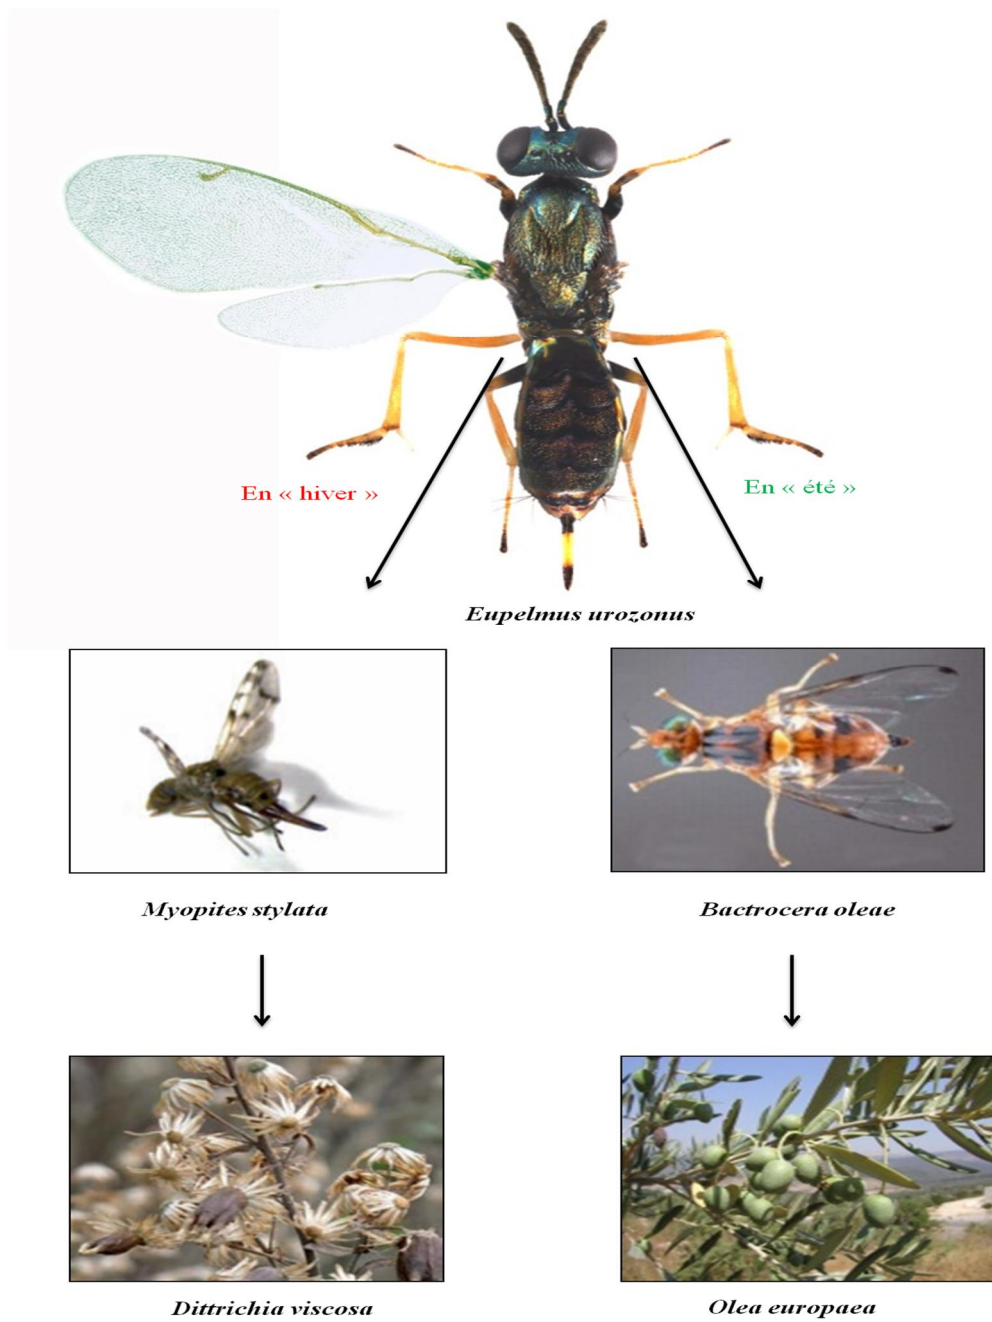 En « hiver »
En « été »
Eupelmus urozonus
Myopites stylata
Bactrocera oleae
Dittrichia viscosa
Olea europaea